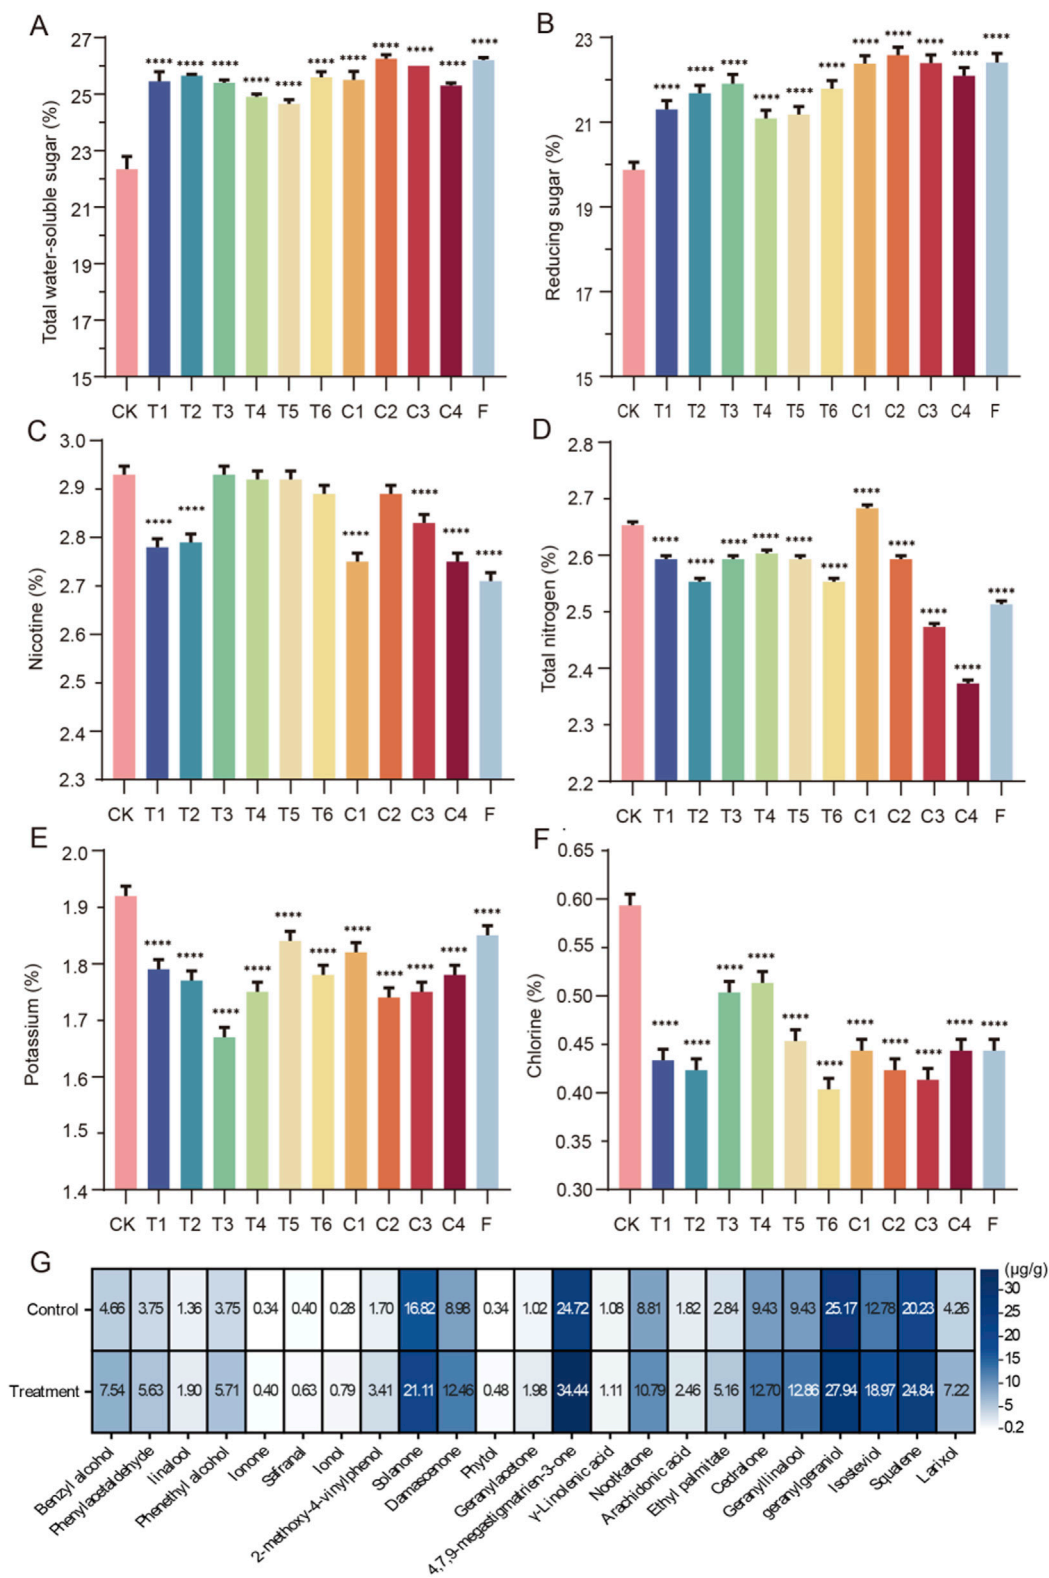 A
Total water-soluble sugar (%)
27
25
23
21
19
17
15
**** **** **** **** **** **** **** **** **** **** ****
CK T1 T2 T3 T4 T5 T6 C1 C2 C3 C4 F
B
Reducing sugar (%)
23
21
19
17
15
**** **** **** **** **** **** **** **** **** **** ****
CK T1 T2 T3 T4 T5 T6 C1 C2 C3 C4 F
C
Nicotine (%)
3.0
2.9
2.8
2.7
2.6
2.5
2.4
2.3
**** **** **** **** **** ****
CK T1 T2 T3 T4 T5 T6 C1 C2 C3 C4 F
D
Total nitrogen (%)
2.8
2.7
2.6
2.5
2.4
2.3
2.2
**** **** **** **** **** **** **** **** **** **** ****
CK T1 T2 T3 T4 T5 T6 C1 C2 C3 C4 F
E
Potassium (%)
2.0
1.9
1.8
1.7
1.6
1.5
1.4
**** **** **** **** **** **** **** **** **** **** ****
CK T1 T2 T3 T4 T5 T6 C1 C2 C3 C4 F
F
Chlorine (%)
0.65
0.60
0.55
0.50
0.45
0.40
0.35
0.30
**** **** **** **** **** **** **** **** **** **** ****
CK T1 T2 T3 T4 T5 T6 C1 C2 C3 C4 F
G
(μg/g)
30
25
20
15
10
5
0.2
Control 4.66 3.75 1.36 3.75 0.34 0.40 0.28 1.70 16.82 8.98 0.34 1.02 24.72 1.08 8.81 1.82 2.84 9.43 9.43 25.17 12.78 20.23 4.26
Treatment 7.54 5.63 1.90 5.71 0.40 0.63 0.79 3.41 21.11 12.46 0.48 1.98 34.44 1.11 10.79 2.46 5.16 12.70 12.86 27.94 18.97 24.84 7.22
Benzyl alcohol
Phenylacetaldehyde
linalool
Phenethyl alcohol
Ionone
Safranal
Ionol
2-methoxy-4-vinylphenol
Solanone
Damascenone
Phytol
Geranylacetone
4,7,9-megastigmatrien-3-one
γ-Linolenic acid
Nootkatone
Arachidonic acid
Ethyl palmitate
Cedralone
Geranyllinalool
geranylgeraniol
Isosteviol
Squalene
Larixol